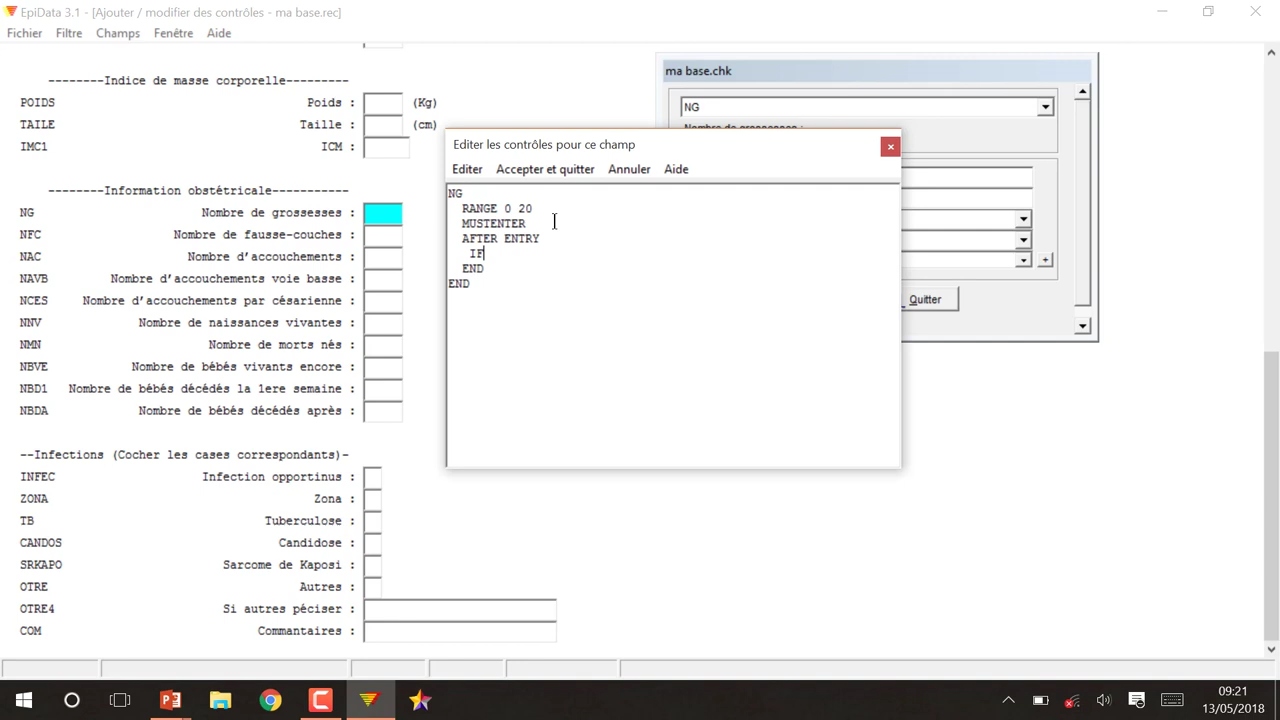 EpiData 3.1 - [Ajouter / modifier des contrôles - ma base.rec]
Fichier Filtre Champs Fenêtre Aide
--------Indice de masse corporelle---------
POIDS Poids : (Kg)
TAILE Taille : (cm)
IMC1 ICM :
--------Information obstétricale-----------
NG Nombre de grossesses :
NFC Nombre de fausse-couches :
NAC Nombre d'accouchements :
NAVB Nombre d'accouchements voie basse :
NCES Nombre d'accouchements par césarienne :
NNV Nombre de naissances vivantes :
NMN Nombre de morts nés :
NBVE Nombre de bébés vivants encore :
NBD1 Nombre de bébés décédés la 1ere semaine :
NBDA Nombre de bébés décédés après :
--Infections (Cocher les cases correspondants)-
INFEC Infection opportinus :
ZONA Zona :
TB Tuberculose :
CANDOS Candidose :
SRKAPO Sarcome de Kaposi :
OTRE Autres :
OTRE4 Si autres péciser :
COM Commantaires :
ma base.chk
NG
Nombre de grossesses :
+
Quitter
Editer les contrôles pour ce champ
Editer Accepter et quitter Annuler Aide
NG
RANGE 0 20
MUSTENTER
AFTER ENTRY
IF
END
END
09:21
13/05/2018